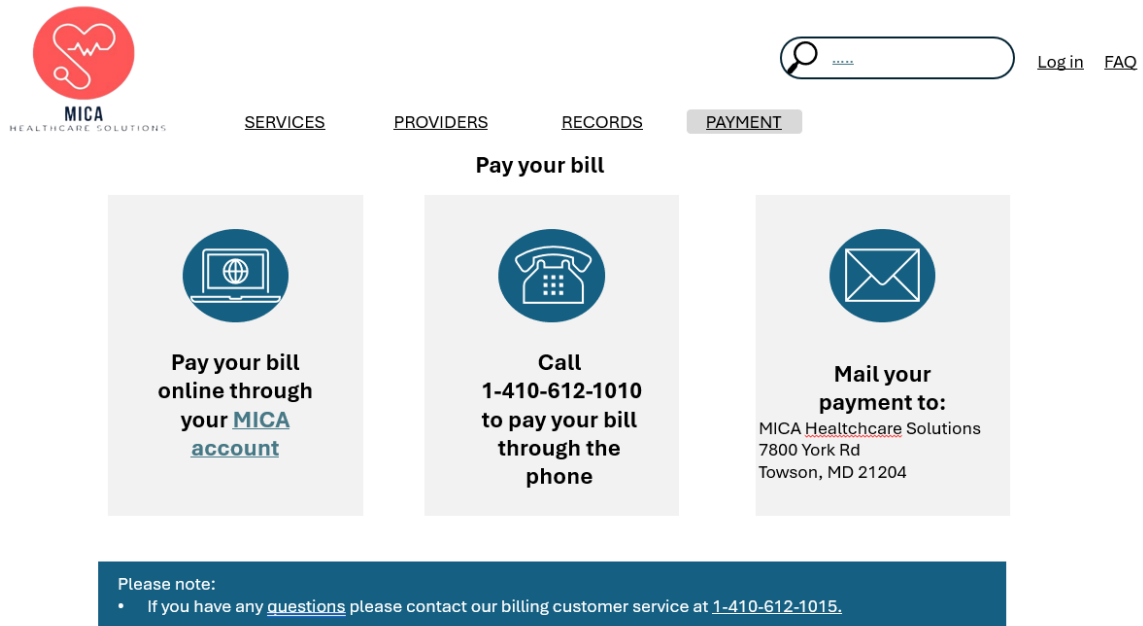 MICA
HEALTHCARE SOLUTIONS
.....
Log in
FAQ
SERVICES
PROVIDERS
RECORDS
PAYMENT
Pay your bill
Pay your bill
online through
your MICA
account
Call
1-410-612-1010
to pay your bill
through the
phone
Mail your
payment to:
MICA Healtchcare Solutions
7800 York Rd
Towson, MD 21204
Please note:
• If you have any questions please contact our billing customer service at 1-410-612-1015.